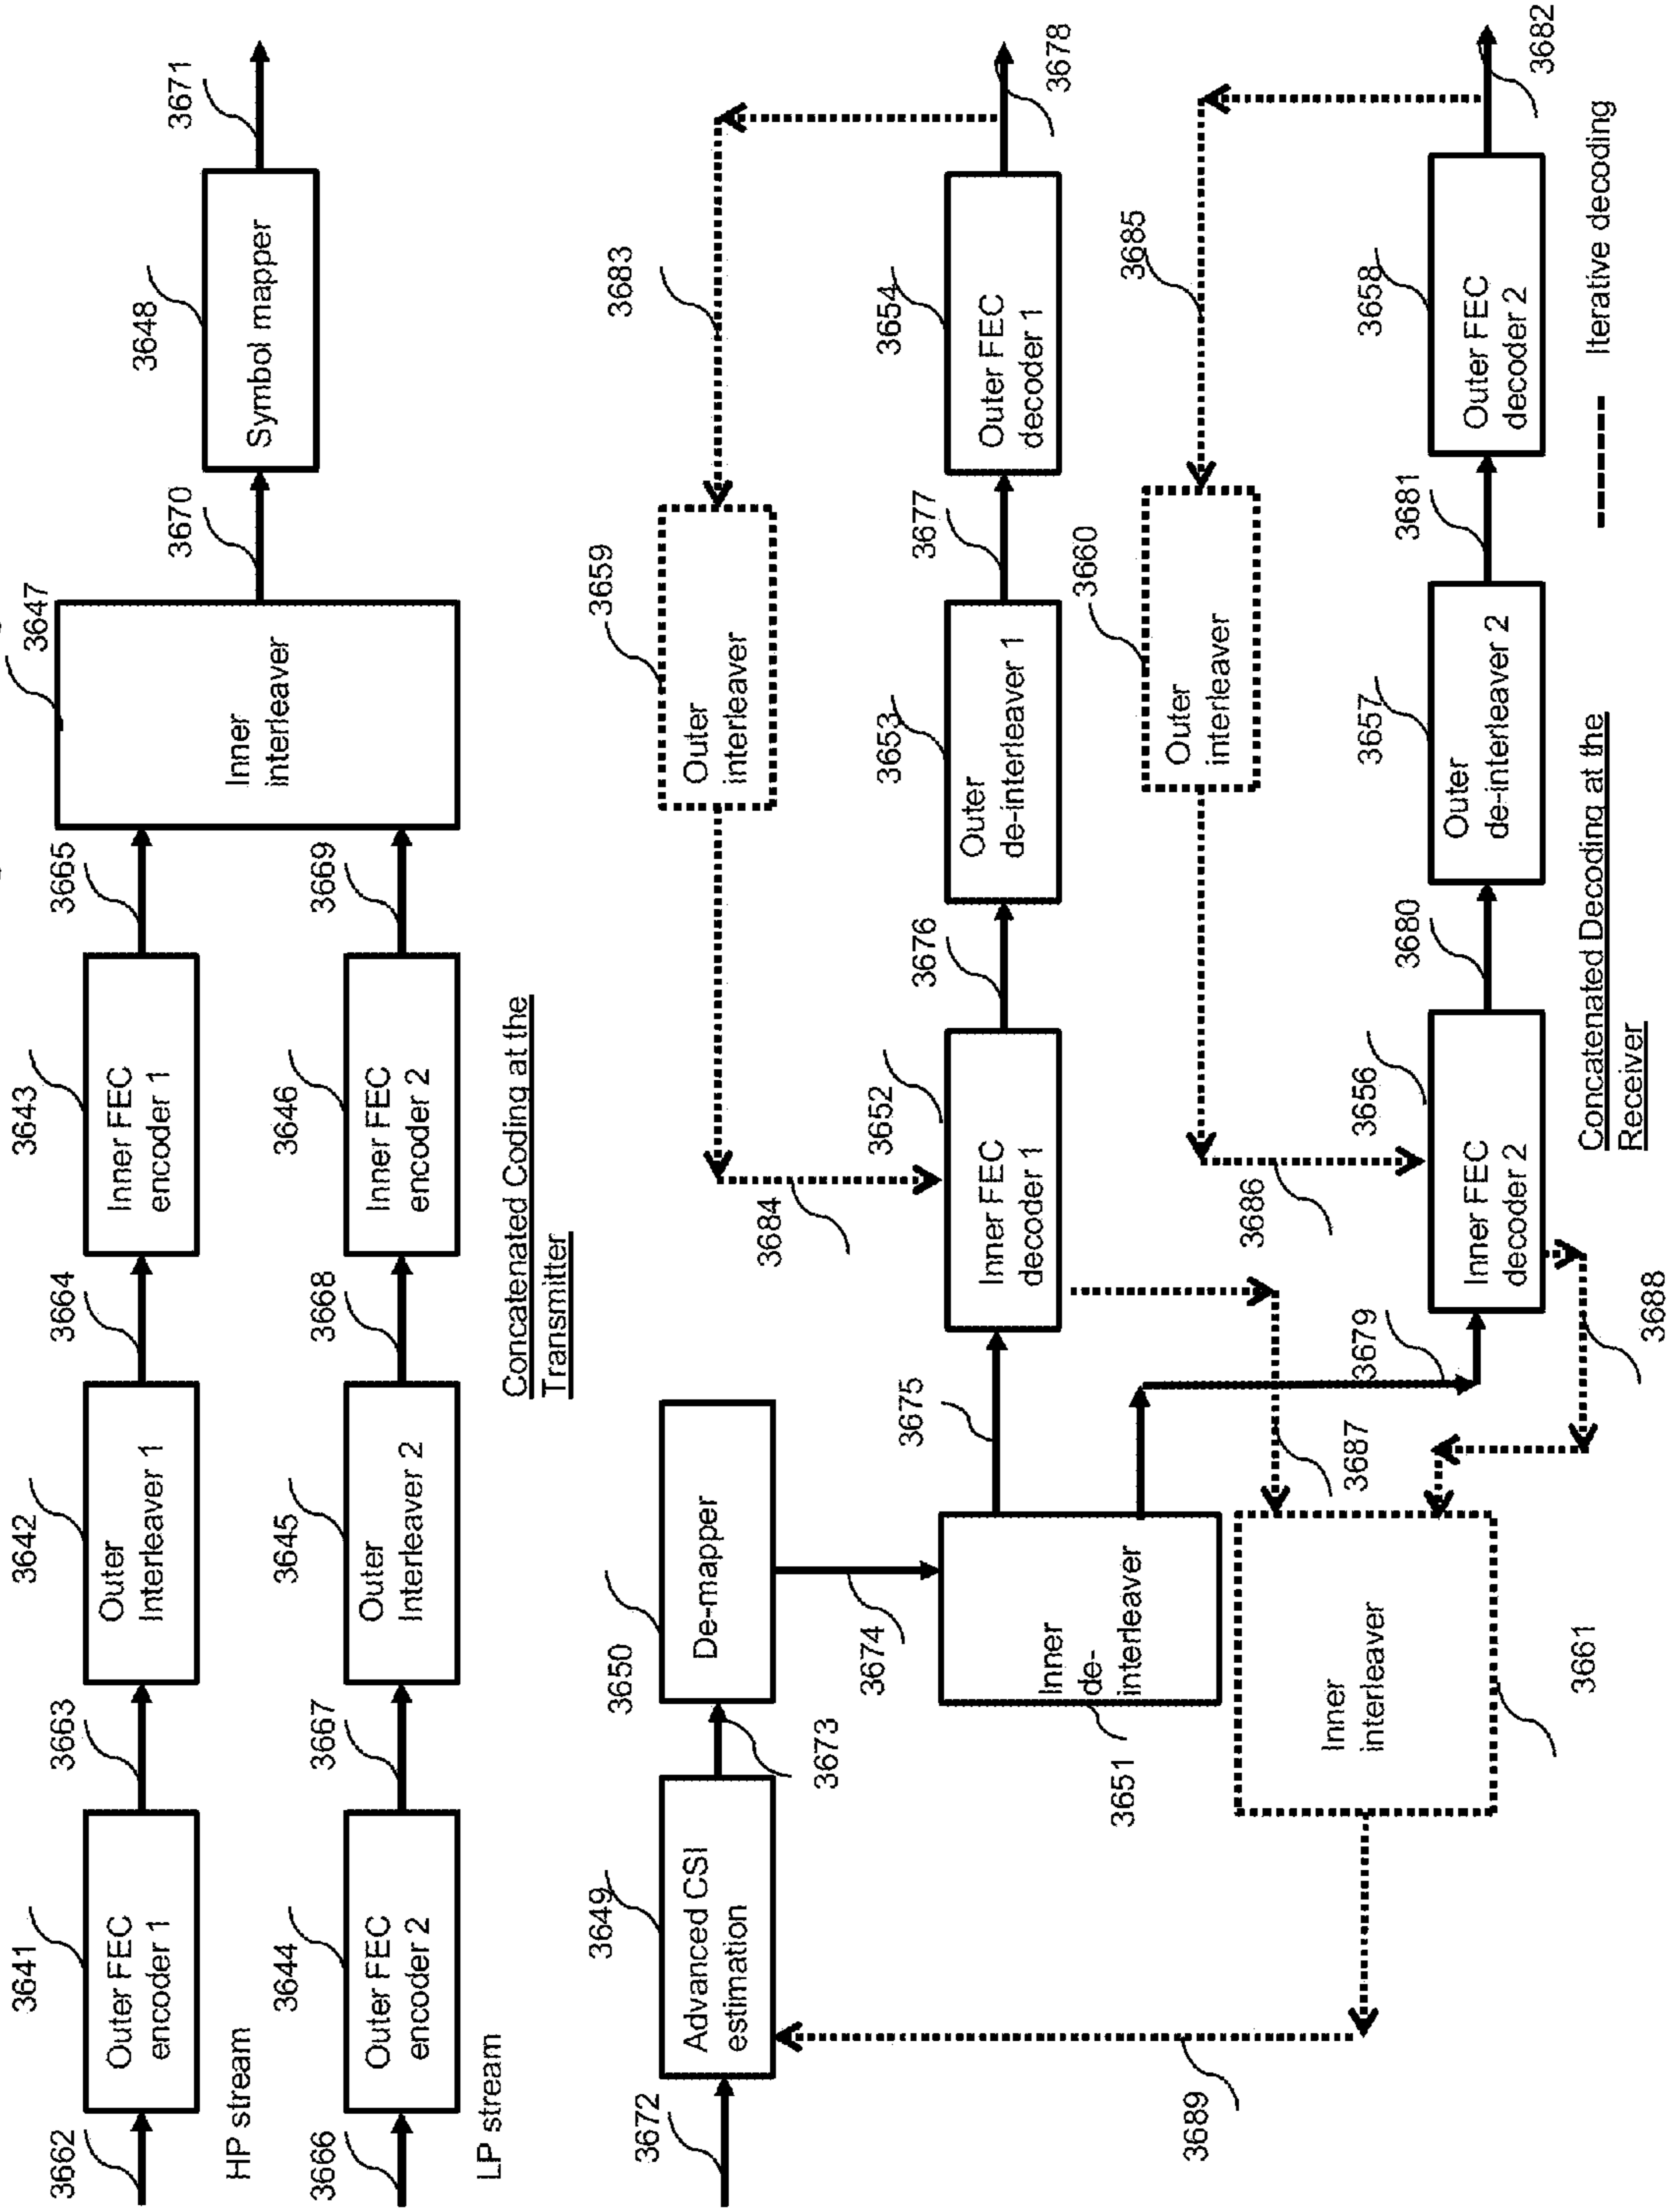 3662
HP stream
3641
Outer FEC
encoder 1
3663
3642
Outer
Interleaver 1
3664
3643
Inner FEC
encoder 1
3665
3666
LP stream
3644
Outer FEC
encoder 2
3667
3645
Outer
Interleaver 2
3668
3646
Inner FEC
encoder 2
3669
3647
Inner
interleaver
3670
3648
Symbol mapper
3671
Concatenated Coding at the
Transmitter
3672
3649
Advanced CSI
estimation
3673
3650
De-mapper
3674
3651
Inner
de-
interleaver
3675
3652
Inner FEC
decoder 1
3676
3653
Outer
de-interleaver 1
3677
3654
Outer FEC
decoder 1
3678
3683
3659
Outer
interleaver
3684
3679
3656
Inner FEC
decoder 2
3680
3657
Outer
de-interleaver 2
3681
3658
Outer FEC
decoder 2
3682
3685
3660
Outer
interleaver
3686
3687
3688
3661
Inner
interleaver
3689
Concatenated Decoding at the
Receiver
Iterative decoding